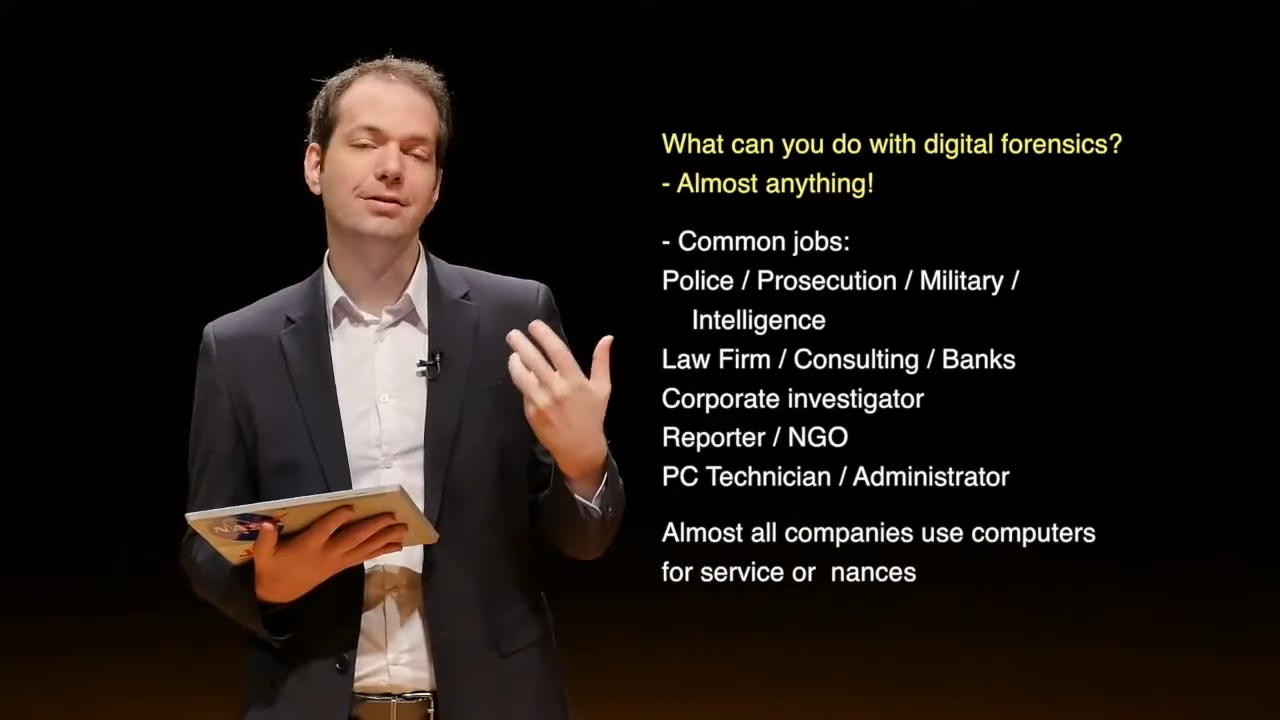 What can you do with digital forensics?
- Almost anything!
- Common jobs:
Police / Prosecution / Military /
Intelligence
Law Firm / Consulting / Banks
Corporate investigator
Reporter / NGO
PC Technician / Administrator
Almost all companies use computers
for service or  nances
NASA